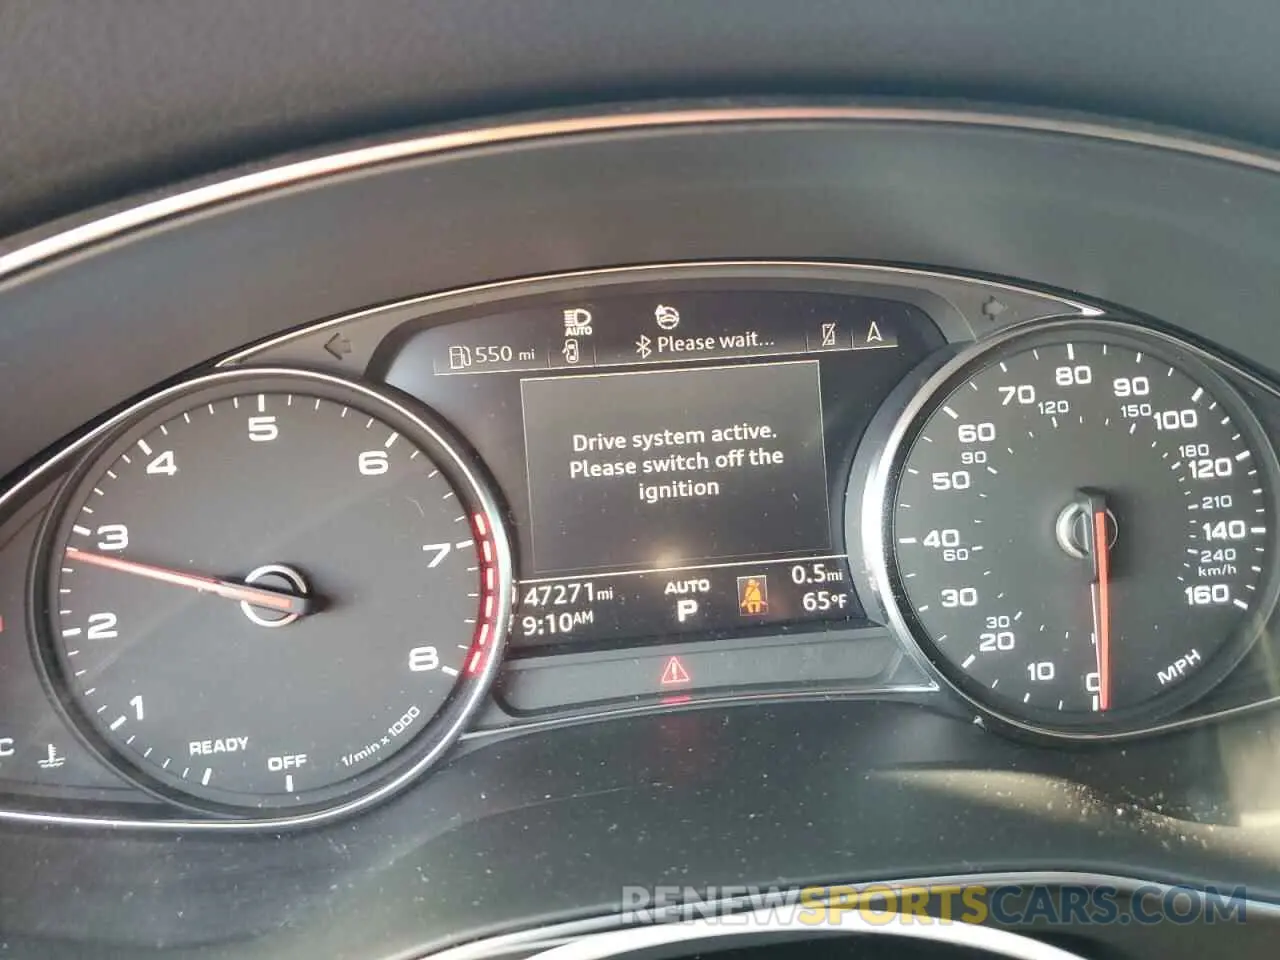 AUTO
550 mi
Please wait...
Drive system active.
Please switch off the
ignition
47271 mi
AUTO
0.5 mi
9:10 AM
P
65°F
1
2
3
4
5
6
7
8
READY
OFF
1/min x 1000
C
0
10
20
30
40
50
60
70
80
90
100
120
140
160
30
60
90
120
150
180
210
240
km/h
MPH
RENEWSPORTSCARS.COM